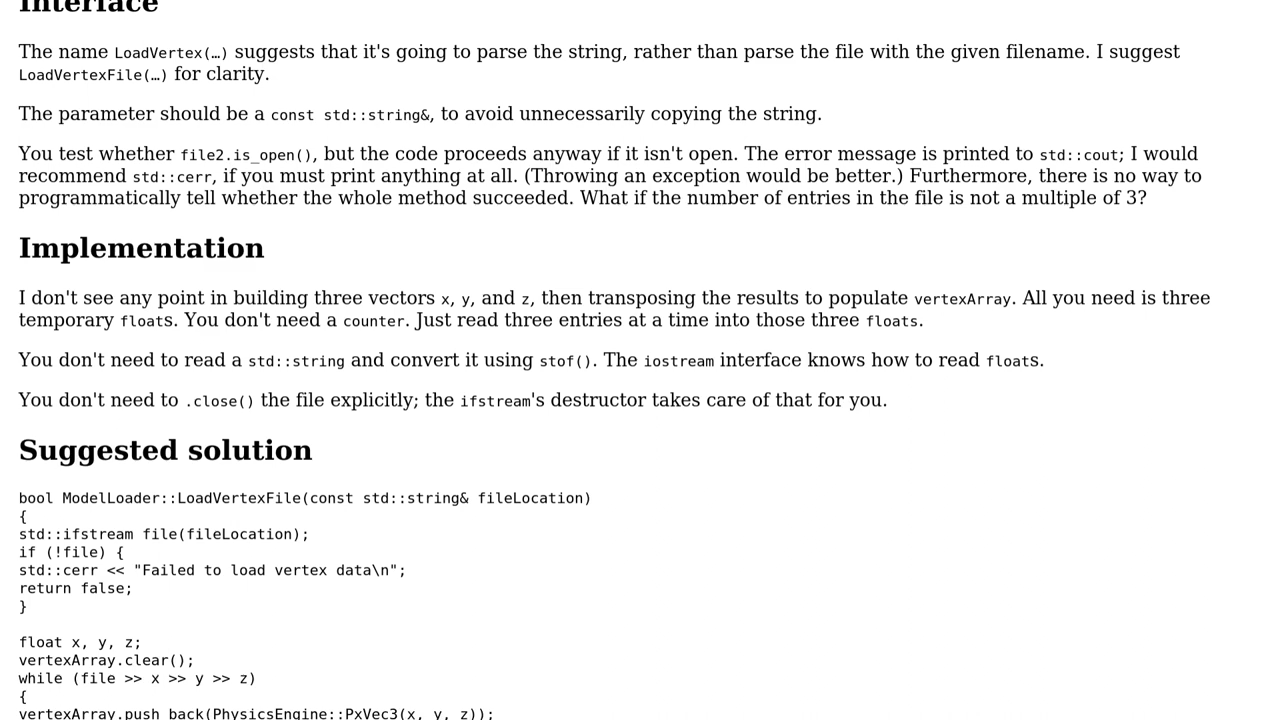 Interface
The name LoadVertex(…) suggests that it's going to parse the string, rather than parse the file with the given filename. I suggest
LoadVertexFile(…) for clarity.
The parameter should be a const std::string&, to avoid unnecessarily copying the string.
You test whether file2.is_open(), but the code proceeds anyway if it isn't open. The error message is printed to std::cout; I would
recommend std::cerr, if you must print anything at all. (Throwing an exception would be better.) Furthermore, there is no way to
programmatically tell whether the whole method succeeded. What if the number of entries in the file is not a multiple of 3?
Implementation
I don't see any point in building three vectors x, y, and z, then transposing the results to populate vertexArray. All you need is three
temporary floats. You don't need a counter. Just read three entries at a time into those three floats.
You don't need to read a std::string and convert it using stof(). The iostream interface knows how to read floats.
You don't need to .close() the file explicitly; the ifstream's destructor takes care of that for you.
Suggested solution
bool ModelLoader::LoadVertexFile(const std::string& fileLocation)
{
std::ifstream file(fileLocation);
if (!file) {
std::cerr << "Failed to load vertex data\n";
return false;
}
float x, y, z;
vertexArray.clear();
while (file >> x >> y >> z)
{
vertexArray.push_back(PhysicsEngine::PxVec3(x, y, z));